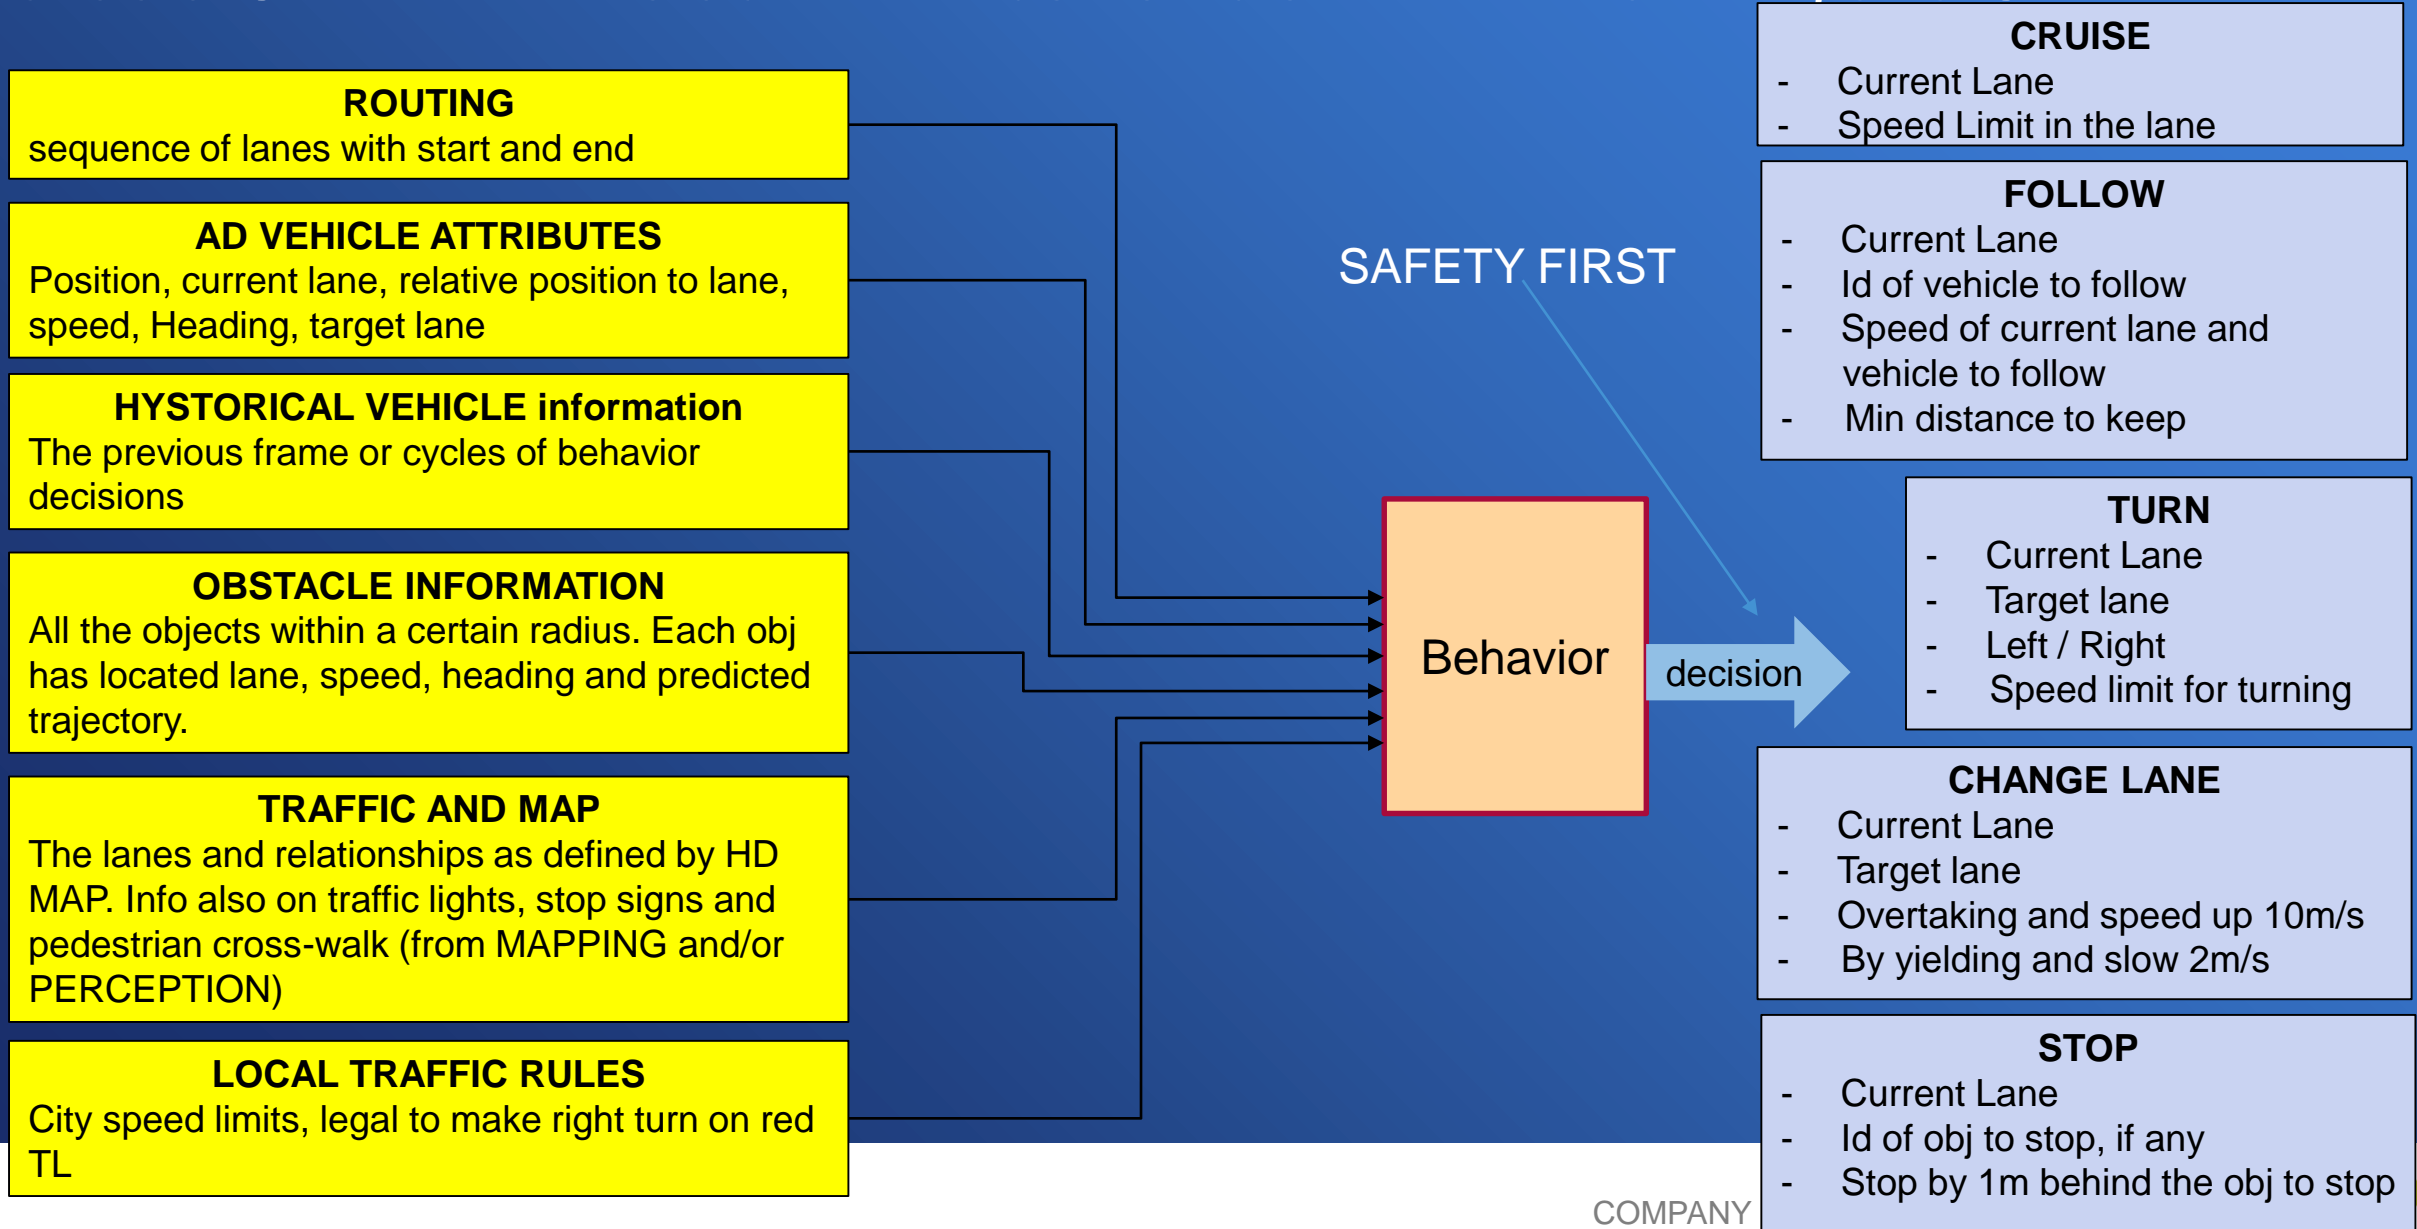 ROUTING
sequence of lanes with start and end
AD VEHICLE ATTRIBUTES
Position, current lane, relative position to lane,
speed, Heading, target lane
HYSTORICAL VEHICLE information
The previous frame or cycles of behavior
decisions
OBSTACLE INFORMATION
All the objects within a certain radius. Each obj
has located lane, speed, heading and predicted
trajectory.
TRAFFIC AND MAP
The lanes and relationships as defined by HD
MAP. Info also on traffic lights, stop signs and
pedestrian cross-walk (from MAPPING and/or
PERCEPTION)
LOCAL TRAFFIC RULES
City speed limits, legal to make right turn on red
TL
SAFETY FIRST
Behavior
decision
CRUISE
- Current Lane
- Speed Limit in the lane
FOLLOW
- Current Lane
- Id of vehicle to follow
- Speed of current lane and
vehicle to follow
- Min distance to keep
TURN
- Current Lane
- Target lane
- Left / Right
- Speed limit for turning
CHANGE LANE
- Current Lane
- Target lane
- Overtaking and speed up 10m/s
- By yielding and slow 2m/s
STOP
- Current Lane
- Id of obj to stop, if any
- Stop by 1m behind the obj to stop
COMPANY